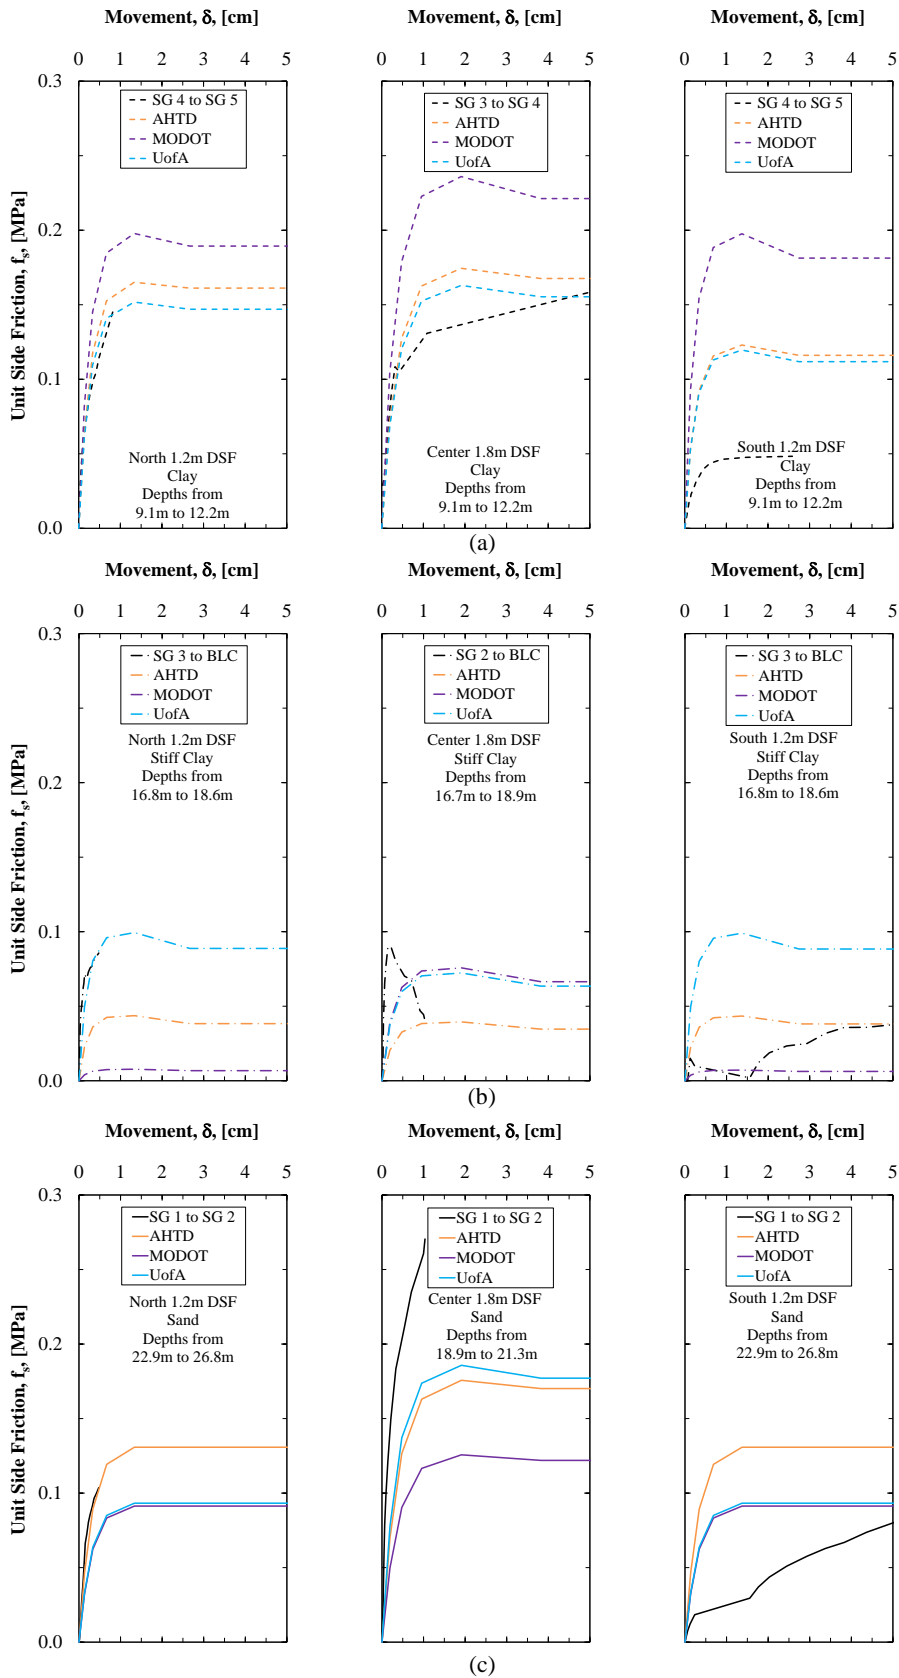 Movement, δ, [cm]
Movement, δ, [cm]
Movement, δ, [cm]
0 1 2 3 4 5
0 1 2 3 4 5
0 1 2 3 4 5
Unit Side Friction, fs, [MPa]
0.3
0.2
0.1
0.0
SG 4 to SG 5
AHTD
MODOT
UofA
North 1.2m DSF
Clay
Depths from
9.1m to 12.2m
SG 3 to SG 4
AHTD
MODOT
UofA
Center 1.8m DSF
Clay
Depths from
9.1m to 12.2m
SG 4 to SG 5
AHTD
MODOT
UofA
South 1.2m DSF
Clay
Depths from
9.1m to 12.2m
(a)
Movement, δ, [cm]
Movement, δ, [cm]
Movement, δ, [cm]
0 1 2 3 4 5
0 1 2 3 4 5
0 1 2 3 4 5
Unit Side Friction, fs, [MPa]
0.3
0.2
0.1
0.0
SG 3 to BLC
AHTD
MODOT
UofA
North 1.2m DSF
Stiff Clay
Depths from
16.8m to 18.6m
SG 2 to BLC
AHTD
MODOT
UofA
Center 1.8m DSF
Stiff Clay
Depths from
16.7m to 18.9m
SG 3 to BLC
AHTD
MODOT
UofA
South 1.2m DSF
Stiff Clay
Depths from
16.8m to 18.6m
(b)
Movement, δ, [cm]
Movement, δ, [cm]
Movement, δ, [cm]
0 1 2 3 4 5
0 1 2 3 4 5
0 1 2 3 4 5
Unit Side Friction, fs, [MPa]
0.3
0.2
0.1
0.0
SG 1 to SG 2
AHTD
MODOT
UofA
North 1.2m DSF
Sand
Depths from
22.9m to 26.8m
SG 1 to SG 2
AHTD
MODOT
UofA
Center 1.8m DSF
Sand
Depths from
18.9m to 21.3m
SG 1 to SG 2
AHTD
MODOT
UofA
South 1.2m DSF
Sand
Depths from
22.9m to 26.8m
(c)